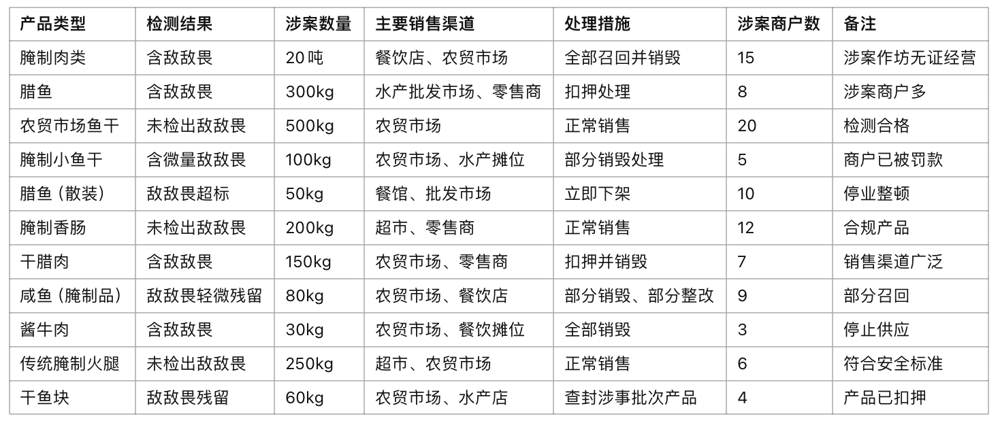 产品类型 检测结果 涉案数量 主要销售渠道 处理措施 涉案商户数 备注
腌制肉类 含敌敌畏 20吨 餐饮店、农贸市场 全部召回并销毁 15 涉案作坊无证经营
腊鱼 含敌敌畏 300kg 水产批发市场、零售商 扣押处理 8 涉案商户多
农贸市场鱼干 未检出敌敌畏 500kg 农贸市场 正常销售 20 检测合格
腌制小鱼干 含微量敌敌畏 100kg 农贸市场、水产摊位 部分销毁处理 5 商户已被罚款
腊鱼（散装） 敌敌畏超标 50kg 餐馆、批发市场 立即下架 10 停业整顿
腌制香肠 未检出敌敌畏 200kg 超市、零售商 正常销售 12 合规产品
干腊肉 含敌敌畏 150kg 农贸市场、零售商 扣押并销毁 7 销售渠道广泛
咸鱼（腌制品） 敌敌畏轻微残留 80kg 农贸市场、餐饮店 部分销毁、部分整改 9 部分召回
酱牛肉 含敌敌畏 30kg 农贸市场、餐饮摊位 全部销毁 3 停止供应
传统腌制火腿 未检出敌敌畏 250kg 超市、农贸市场 正常销售 6 符合安全标准
干鱼块 敌敌畏残留 60kg 农贸市场、水产店 查封涉事批次产品 4 产品已扣押